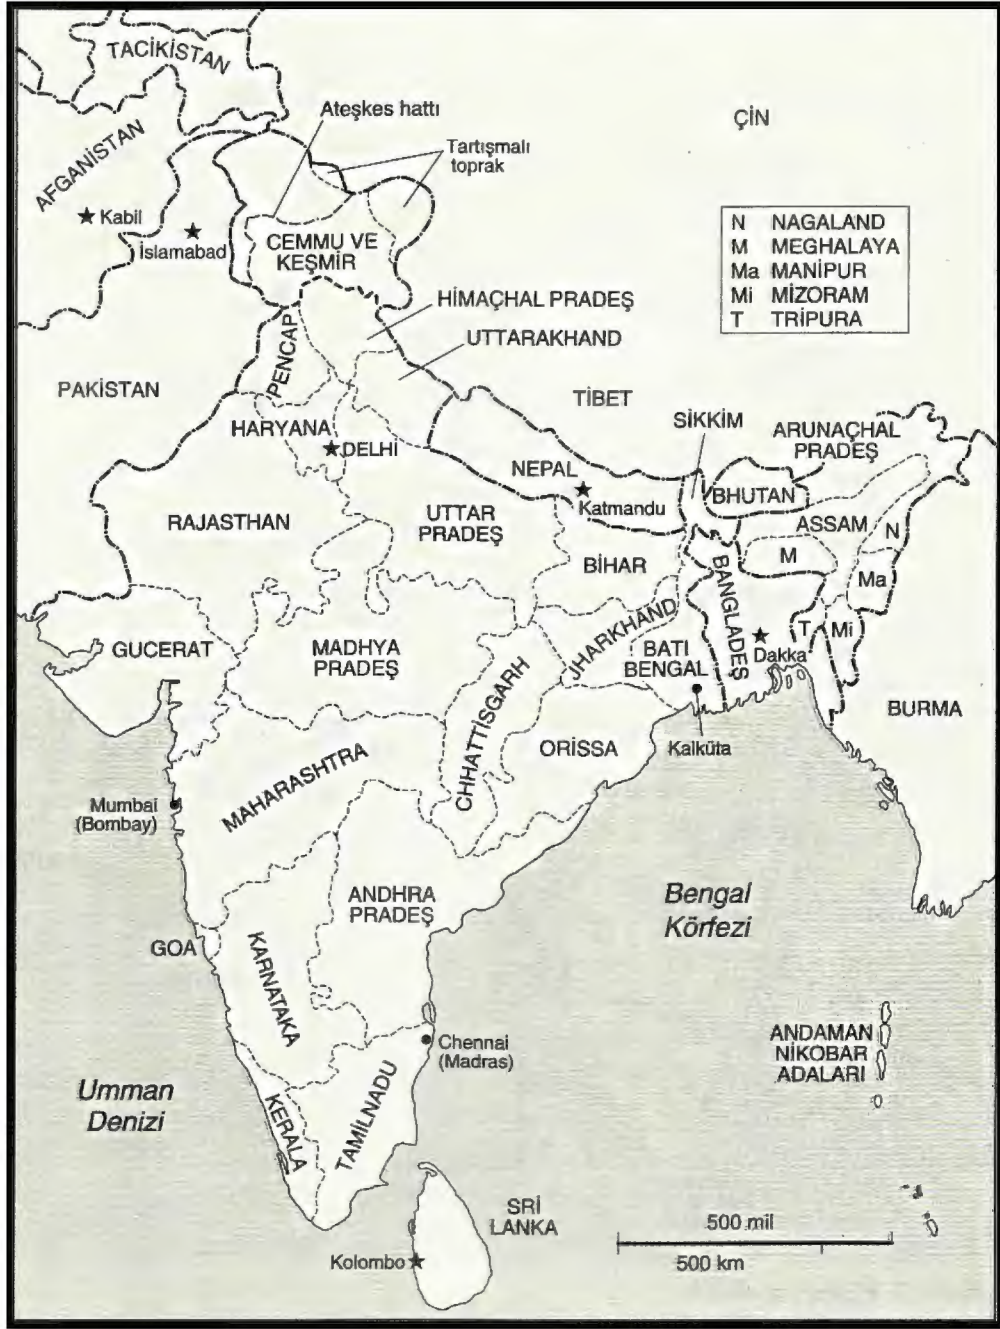 TACİKİSTAN
Ateşkes hattı
ÇİN
AFGANİSTAN
Tartışmalı
toprak
Kabil
İslamabad
CEMMU VE
KEŞMİR
N NAGALAND
M MEGHALAYA
Ma MANİPUR
Mi MİZORAM
T TRİPURA
HİMAÇHAL PRADEŞ
UTTARAKHAND
PENCAP
PAKİSTAN
TİBET
SİKKİM
ARUNAÇHAL
PRADEŞ
HARYANA
DELHİ
NEPAL
Katmandu
BHUTAN
RAJASTHAN
UTTAR
PRADEŞ
ASSAM
N
M
Ma
BİHAR
BANGLADEŞ
GUCERAT
MADHYA
PRADEŞ
JHARKHAND
BATI
BENGAL
T
Mi
Dakka
CHHATTİSGARH
ORİSSA
Kalküta
BURMA
MAHARASHTRA
Mumbai
(Bombay)
ANDHRA
PRADEŞ
Bengal
Körfezi
GOA
KARNATAKA
Chennai
(Madras)
ANDAMAN
NİKOBAR
ADALARI
Umman
Denizi
KERALA
TAMİLNADU
SRİ
LANKA
Kolombo
500 mil
500 km